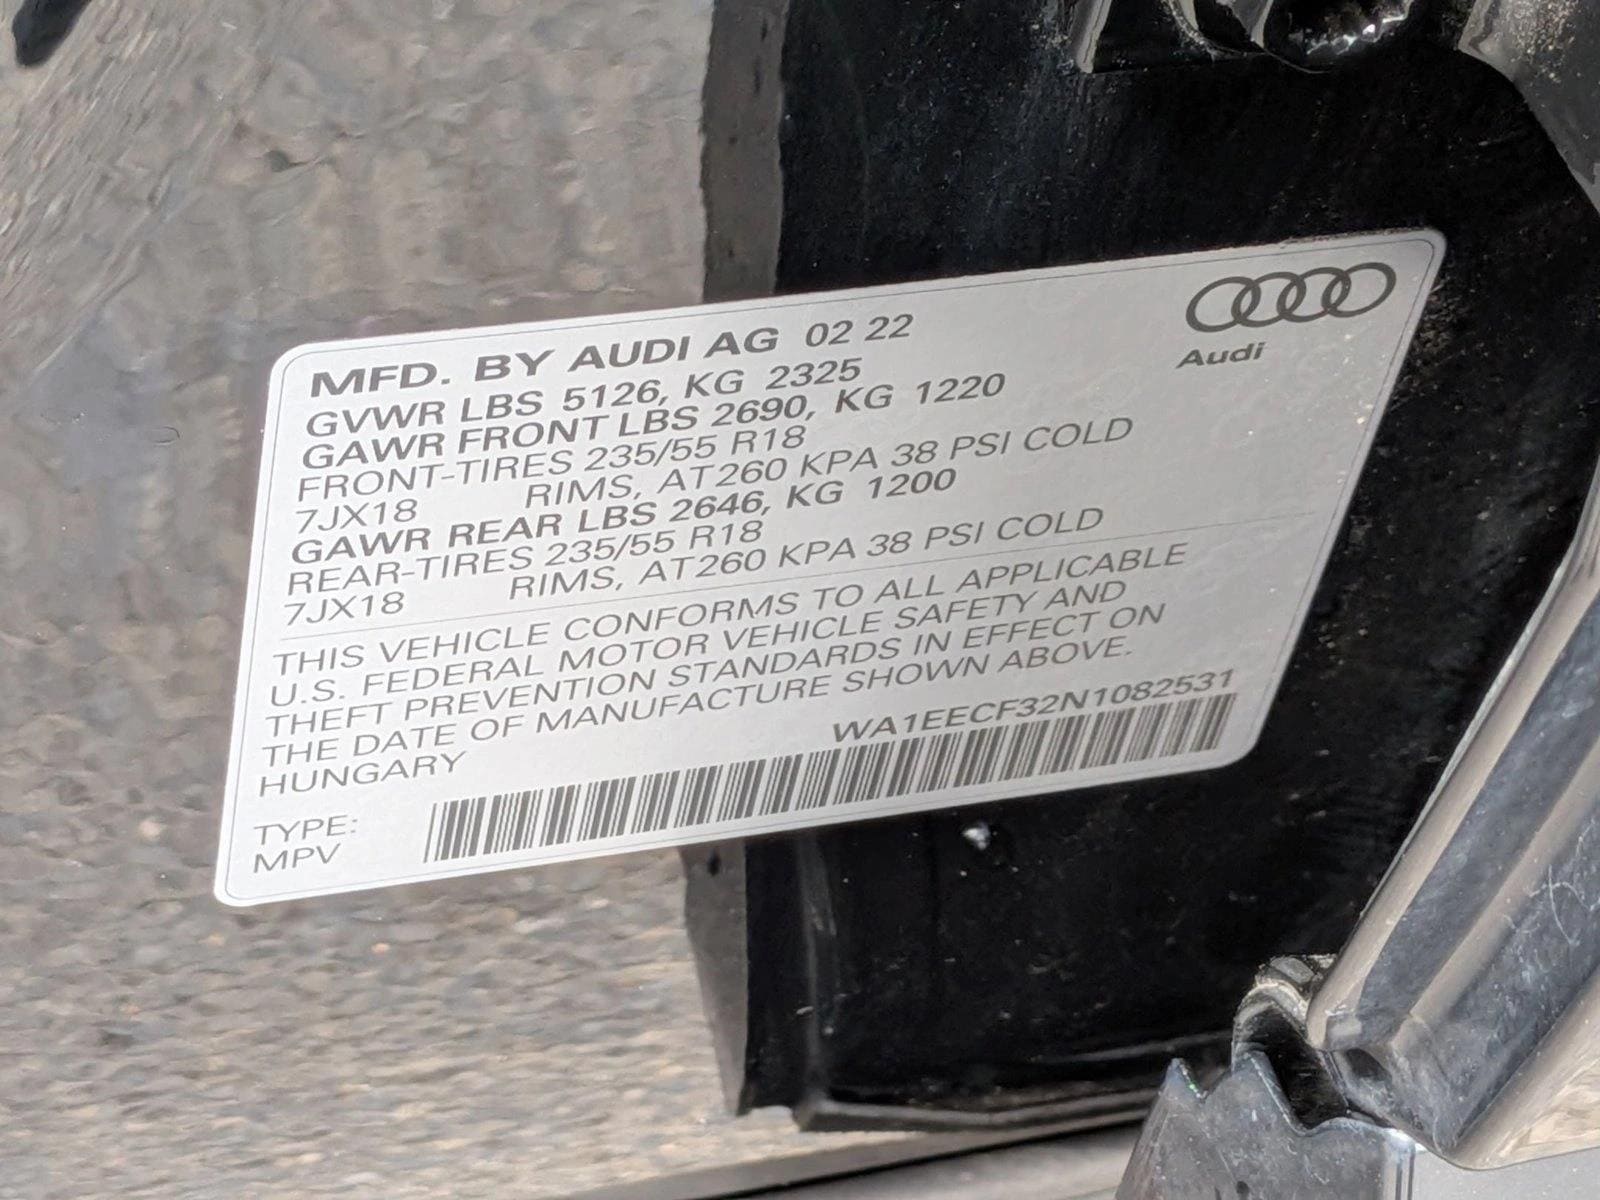 MFD. BY AUDI AG 02 22
GVWR LBS 5126, KG 2325
GAWR FRONT LBS 2690, KG 1220
FRONT-TIRES 235/55 R18
7JX18 RIMS, AT260 KPA 38 PSI COLD
GAWR REAR LBS 2646, KG 1200
REAR-TIRES 235/55 R18
7JX18 RIMS, AT260 KPA 38 PSI COLD
THIS VEHICLE CONFORMS TO ALL APPLICABLE
U.S. FEDERAL MOTOR VEHICLE SAFETY AND
THEFT PREVENTION STANDARDS IN EFFECT ON
THE DATE OF MANUFACTURE SHOWN ABOVE.
HUNGARY
WA1EECF32N1082531
TYPE:
MPV
Audi